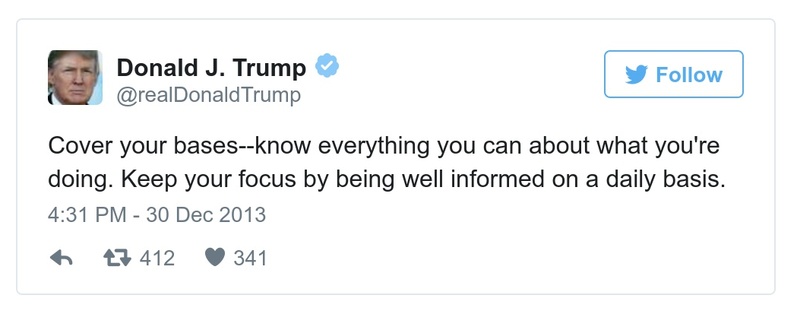 Donald J. Trump
@realDonaldTrump
Follow
Cover your bases--know everything you can about what you're
doing. Keep your focus by being well informed on a daily basis.
4:31 PM - 30 Dec 2013
412 341